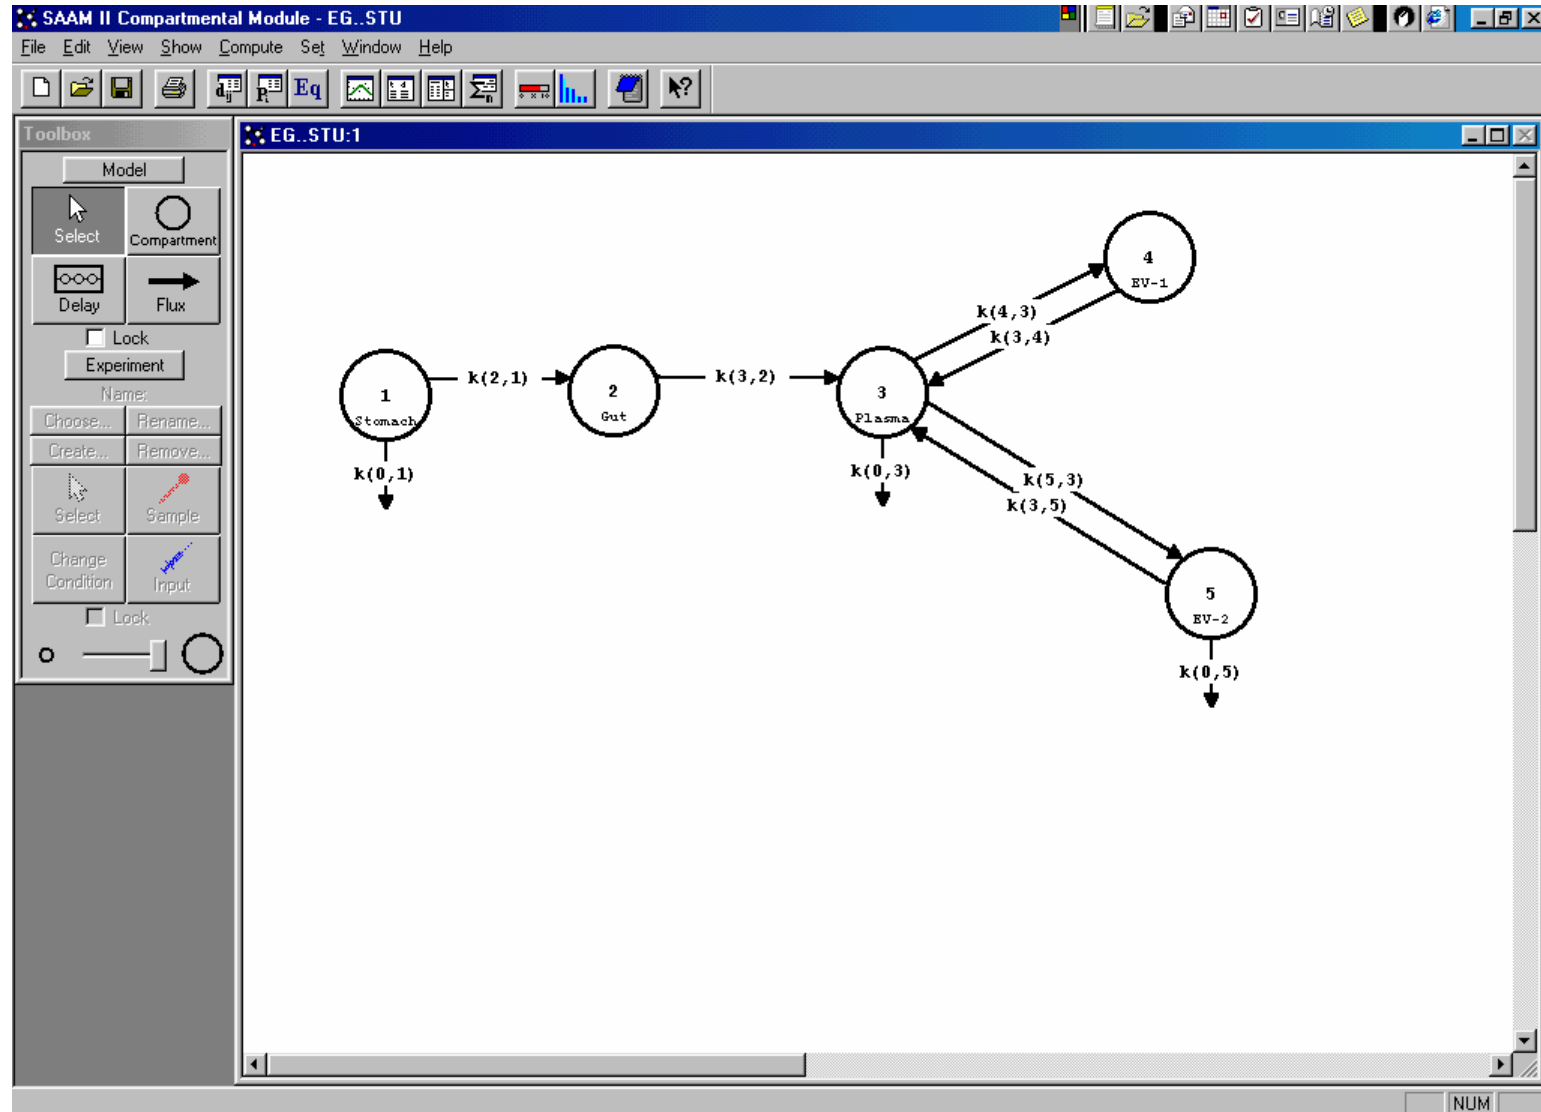 SAAM II Compartmental Module - EG..STU
File Edit View Show Compute Set Window Help
Eq
Toolbox
Model
Select
Compartment
Delay
Flux
Lock
Experiment
Name:
Choose... Rename...
Create... Remove...
Select
Sample
Change
Condition
Input
Lock
EG..STU:1
4
EV-1
k(4,3)
k(3,4)
1
Stomach
k(2,1)
2
Gut
k(3,2)
3
Plasma
k(0,1)
k(0,3)
k(5,3)
k(3,5)
5
EV-2
k(0,5)
NUM